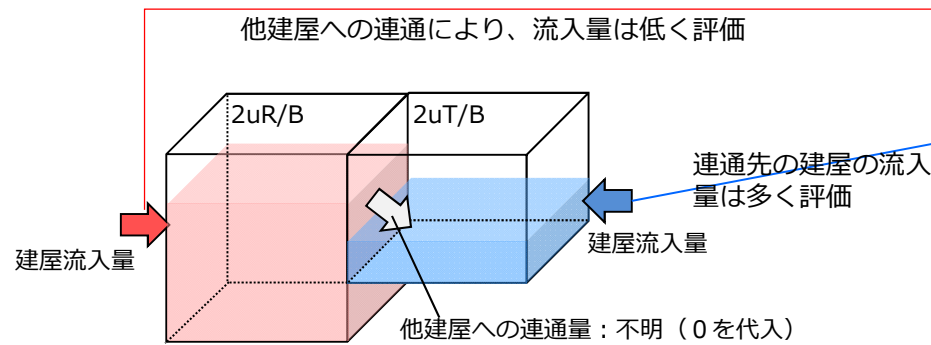 他建屋への連通により、流入量は低く評価
2uR/B
2uT/B
連通先の建屋の流入
量は多く評価
建屋流入量
建屋流入量
他建屋への連通量：不明（０を代入）